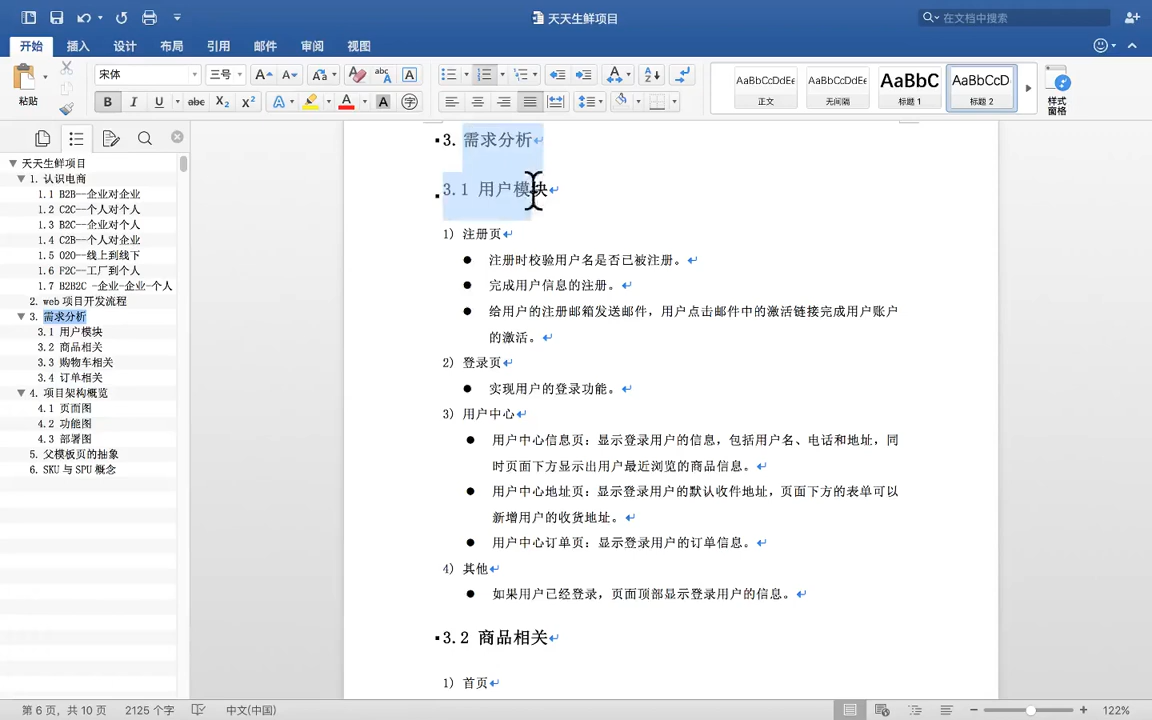 天天生鲜项目
在文档中搜索
开始 插入 设计 布局 引用 邮件 审阅 视图
粘贴
宋体 三号
正文 无间隔 标题 1 标题 2
AaBbCcDdEe AaBbCcDdEe AaBbC AaBbCcD
样式
窗格
天天生鲜项目
1. 认识电商
1.1 B2B--企业对企业
1.2 C2C--个人对个人
1.3 B2C--企业对个人
1.4 C2B--个人对企业
1.5 O2O--线上到线下
1.6 F2C--工厂到个人
1.7 B2B2C -企业-企业-个人
2. web 项目开发流程
3. 需求分析
3.1 用户模块
3.2 商品相关
3.3 购物车相关
3.4 订单相关
4. 项目架构概览
4.1 页面图
4.2 功能图
4.3 部署图
5. 父模板页的抽象
6. SKU 与 SPU 概念
3. 需求分析
3.1 用户模块
1) 注册页
● 注册时校验用户名是否已被注册。
● 完成用户信息的注册。
● 给用户的注册邮箱发送邮件，用户点击邮件中的激活链接完成用户账户
的激活。
2) 登录页
● 实现用户的登录功能。
3) 用户中心
● 用户中心信息页：显示登录用户的信息，包括用户名、电话和地址，同
时页面下方显示出用户最近浏览的商品信息。
● 用户中心地址页：显示登录用户的默认收件地址，页面下方的表单可以
新增用户的收货地址。
● 用户中心订单页：显示登录用户的订单信息。
4) 其他
● 如果用户已经登录，页面顶部显示登录用户的信息。
3.2 商品相关
1) 首页
第 6 页，共 10 页 2125 个字 中文(中国) 122%